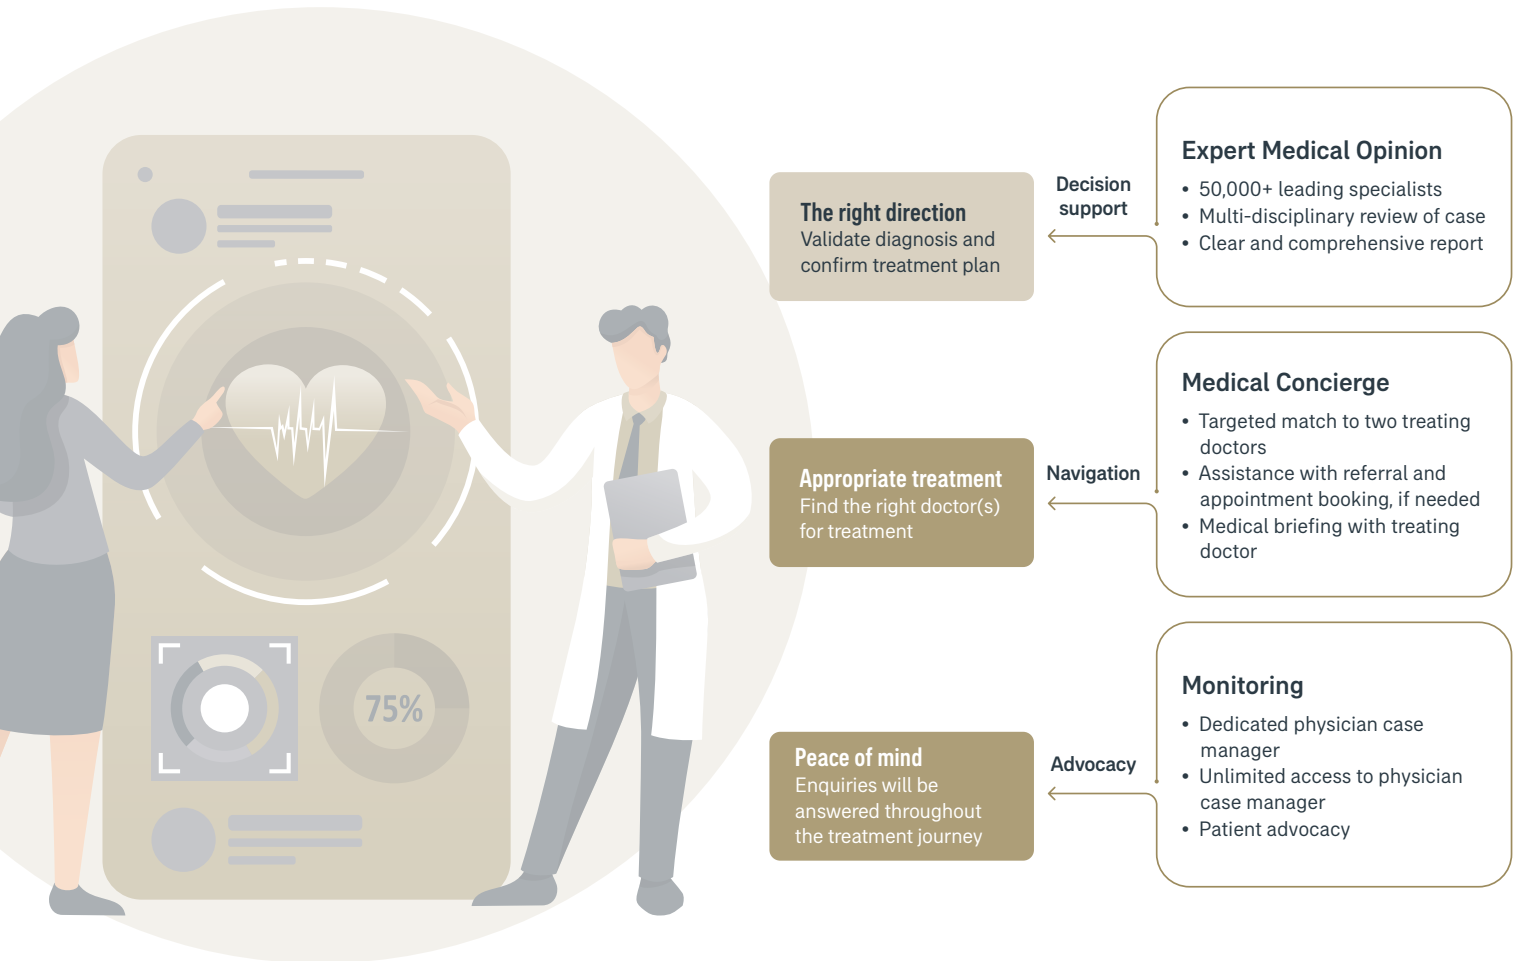 75%
The right direction
Validate diagnosis and
confirm treatment plan
Decision
support
Expert Medical Opinion
• 50,000+ leading specialists
• Multi-disciplinary review of case
• Clear and comprehensive report
Appropriate treatment
Find the right doctor(s)
for treatment
Navigation
Medical Concierge
• Targeted match to two treating
doctors
• Assistance with referral and
appointment booking, if needed
• Medical briefing with treating
doctor
Peace of mind
Enquiries will be
answered throughout
the treatment journey
Advocacy
Monitoring
• Dedicated physician case
manager
• Unlimited access to physician
case manager
• Patient advocacy